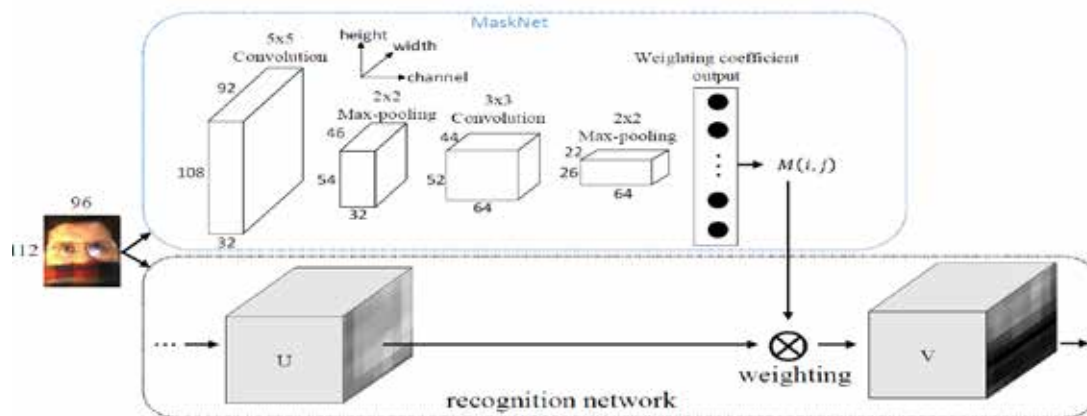 MaskNet
5x5
Convolution
height
width
channel
92
108
32
2x2
Max-pooling
46
54
32
3x3
Convolution
44
52
64
2x2
Max-pooling
22
26
64
Weighting coefficient
output
M(i,j)
96
112
...
U
weighting
V
recognition network